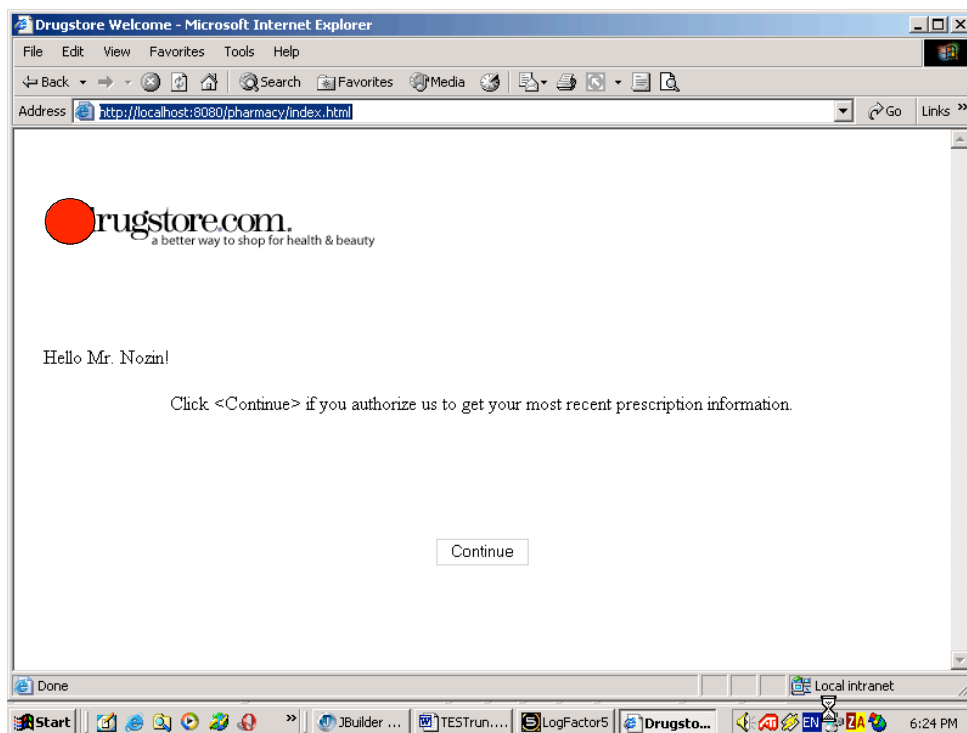 Drugstore Welcome - Microsoft Internet Explorer
File Edit View Favorites Tools Help
Back Search Favorites Media
Address http://localhost:8080/pharmacy/index.html Go Links »
rugstore.com.
a better way to shop for health & beauty
Hello Mr. Nozin!
Click <Continue> if you authorize us to get your most recent prescription information.
Continue
Done Local intranet
Start » JBuilder ... TESTrun.... LogFactor5 Drugsto... EN ZA 6:24 PM